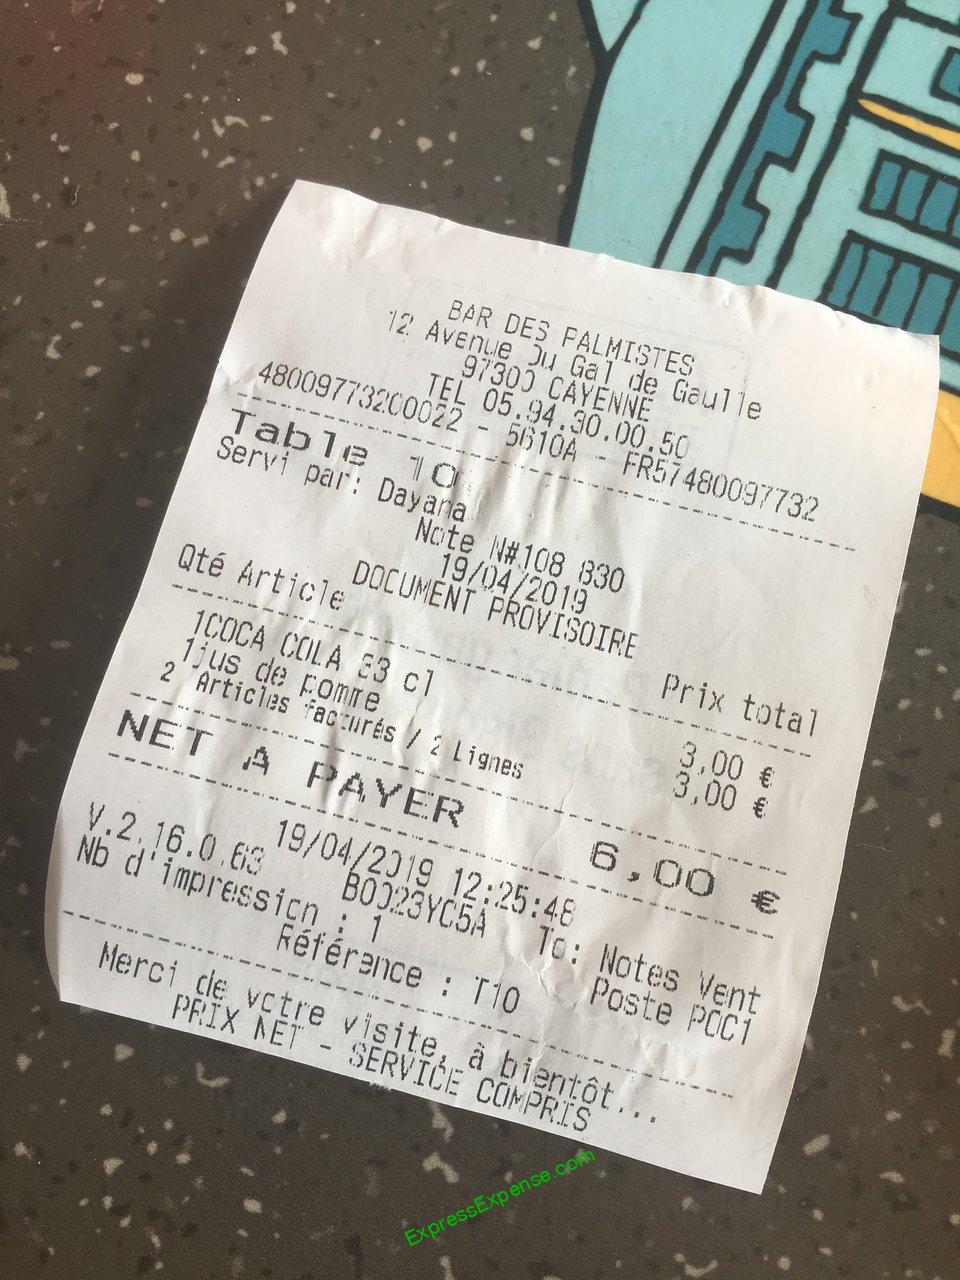 BAR DES PALMISTES
12 Avenue Du Gal de Gaulle
97300 CAYENNE
TEL 05.94.30.00.50
48009773200022 - 5610A - FR57480097732
Table 10
Servi par: Dayana
Note N#108 830
19/04/2019
DOCUMENT PROVISOIRE
Qté Article Prix total
1COCA COLA 33 cl 3,00 €
1jus de pomme 3,00 €
2 Articles facturés / 2 Lignes
NET A PAYER 6,00 €
19/04/2019 12:25:48
V.2.16.0.63 B0023YC5A To: Notes Vent
Nb d'impression : 1 Poste POC1
Référence : T10
Merci de votre visite, à bientôt...
PRIX NET - SERVICE COMPRIS
ExpressExpense.com